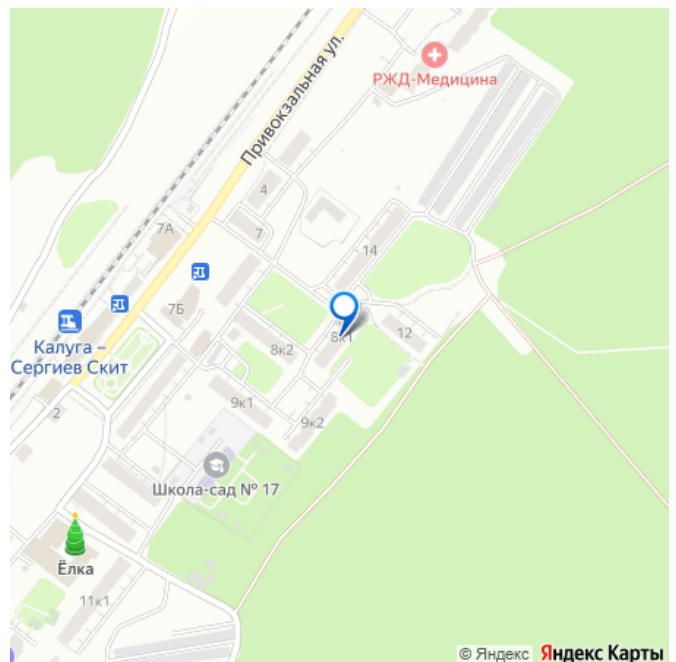 Привокзальная ул.
РЖД-Медицина
4
7А
7
14
7Б
8к1
12
8к2
Калуга –
Сергиев Скит
9к1
2
9к2
Школа-сад № 17
Ёлка
11к1
© Яндекс Яндекс Карты